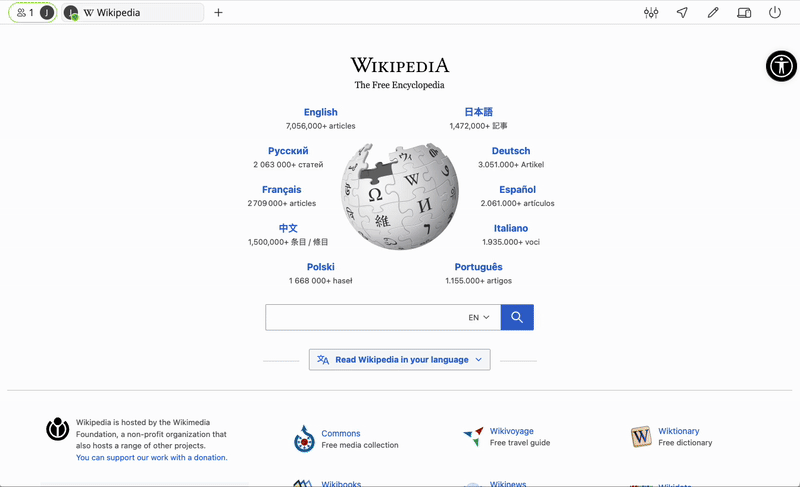 1 J
J W Wikipedia +
WIKIPEDIA
The Free Encyclopedia
English
7,056,000+ articles
日本語
1,472,000+ 記事
Русский
2 063 000+ статей
Deutsch
3.051.000+ Artikel
Français
2 709 000+ articles
Español
2.061.000+ artículos
中文
1,500,000+ 条目 / 條目
Italiano
1.935.000+ voci
Polski
1 668 000+ haseł
Português
1.155.000+ artigos
Ω W И 維 ウィ 7
EN
Read Wikipedia in your language
Wikipedia is hosted by the Wikimedia
Foundation, a non-profit organization that
also hosts a range of other projects.
You can support our work with a donation.
Commons
Free media collection
Wikivoyage
Free travel guide
W
Wiktionary
Free dictionary
Wikibooks
Wikinews
Wikidata